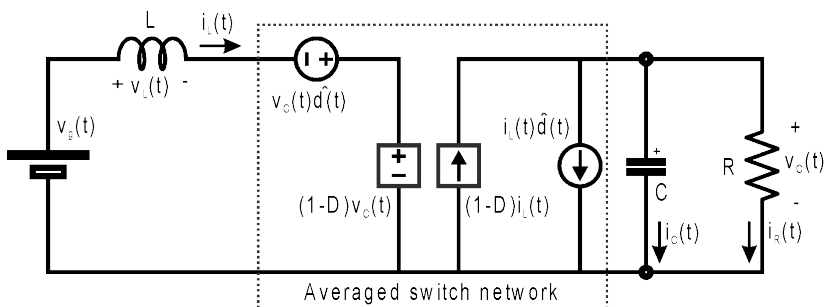 L
i_L(t)
+ v_L(t) -
v_g(t)
- +
v_C(t)d̂(t)
+
-
(1-D)v_C(t)
(1-D)i_L(t)
i_L(t)d̂(t)
+
C
R
+
v_C(t)
-
i_C(t)
i_R(t)
Averaged switch network